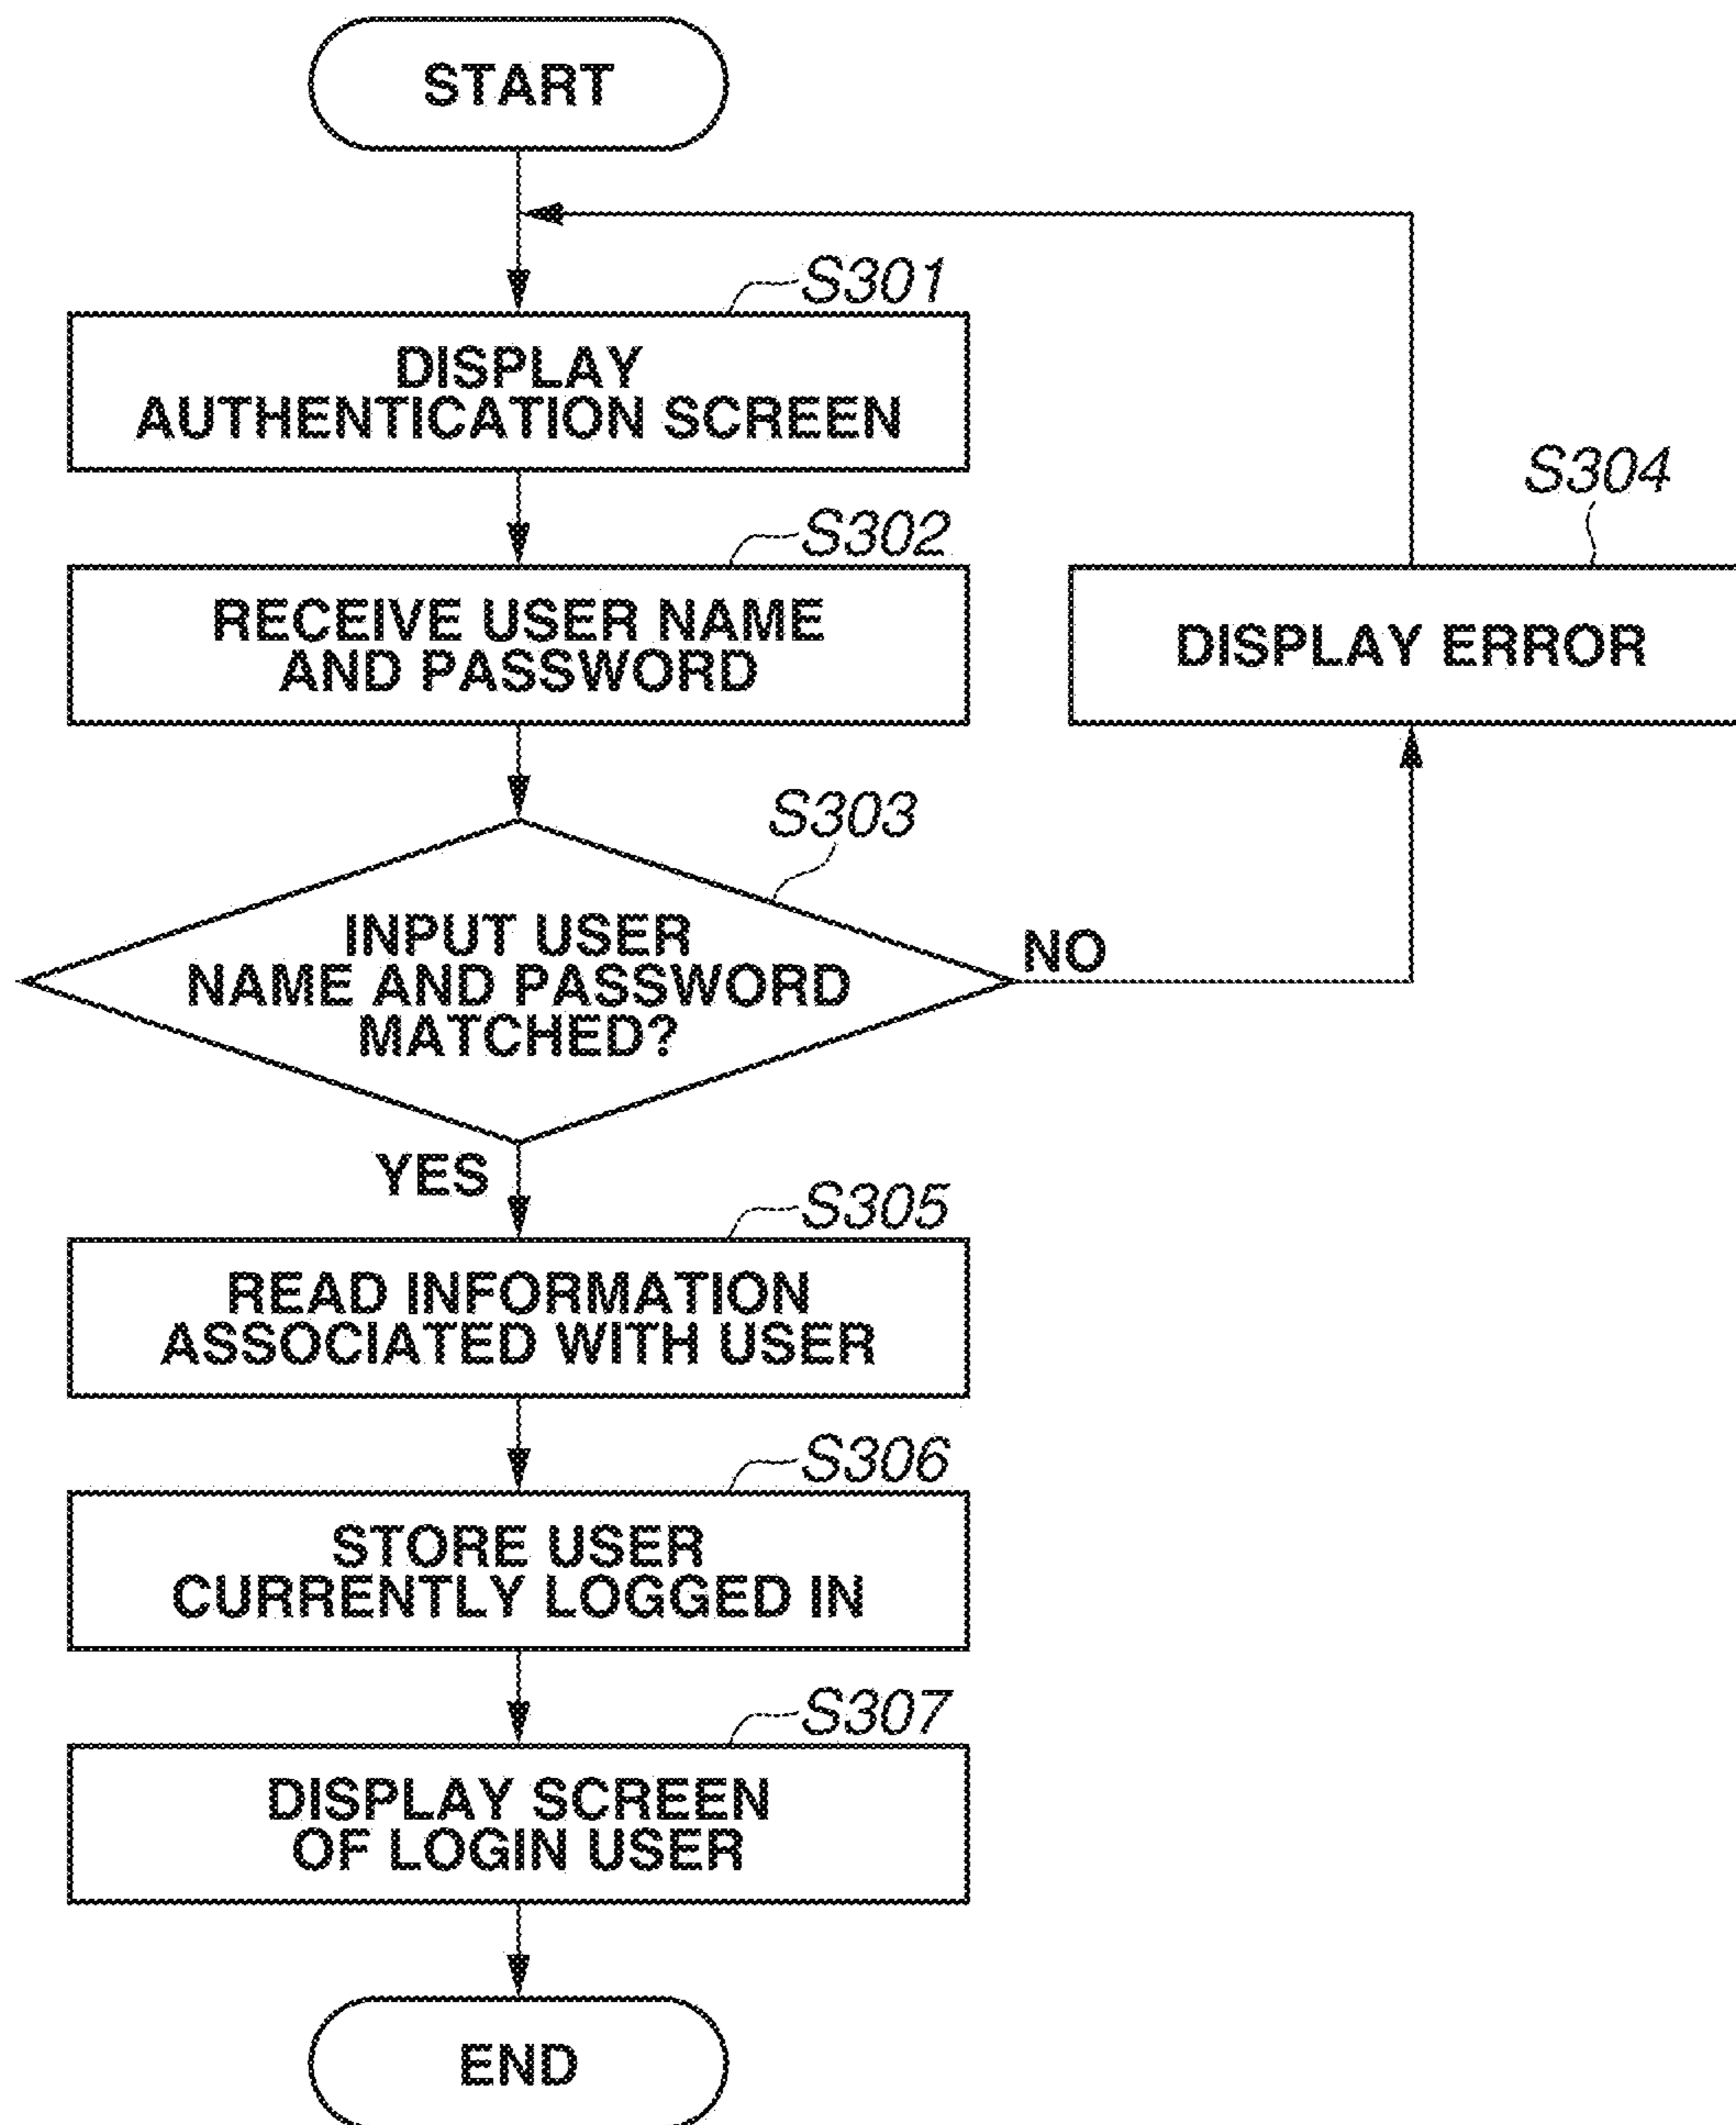 START
S301
DISPLAY
AUTHENTICATION SCREEN
S302
RECEIVE USER NAME
AND PASSWORD
S304
DISPLAY ERROR
S303
INPUT USER
NAME AND PASSWORD
MATCHED?
NO
YES
S305
READ INFORMATION
ASSOCIATED WITH USER
S306
STORE USER
CURRENTLY LOGGED IN
S307
DISPLAY SCREEN
OF LOGIN USER
END